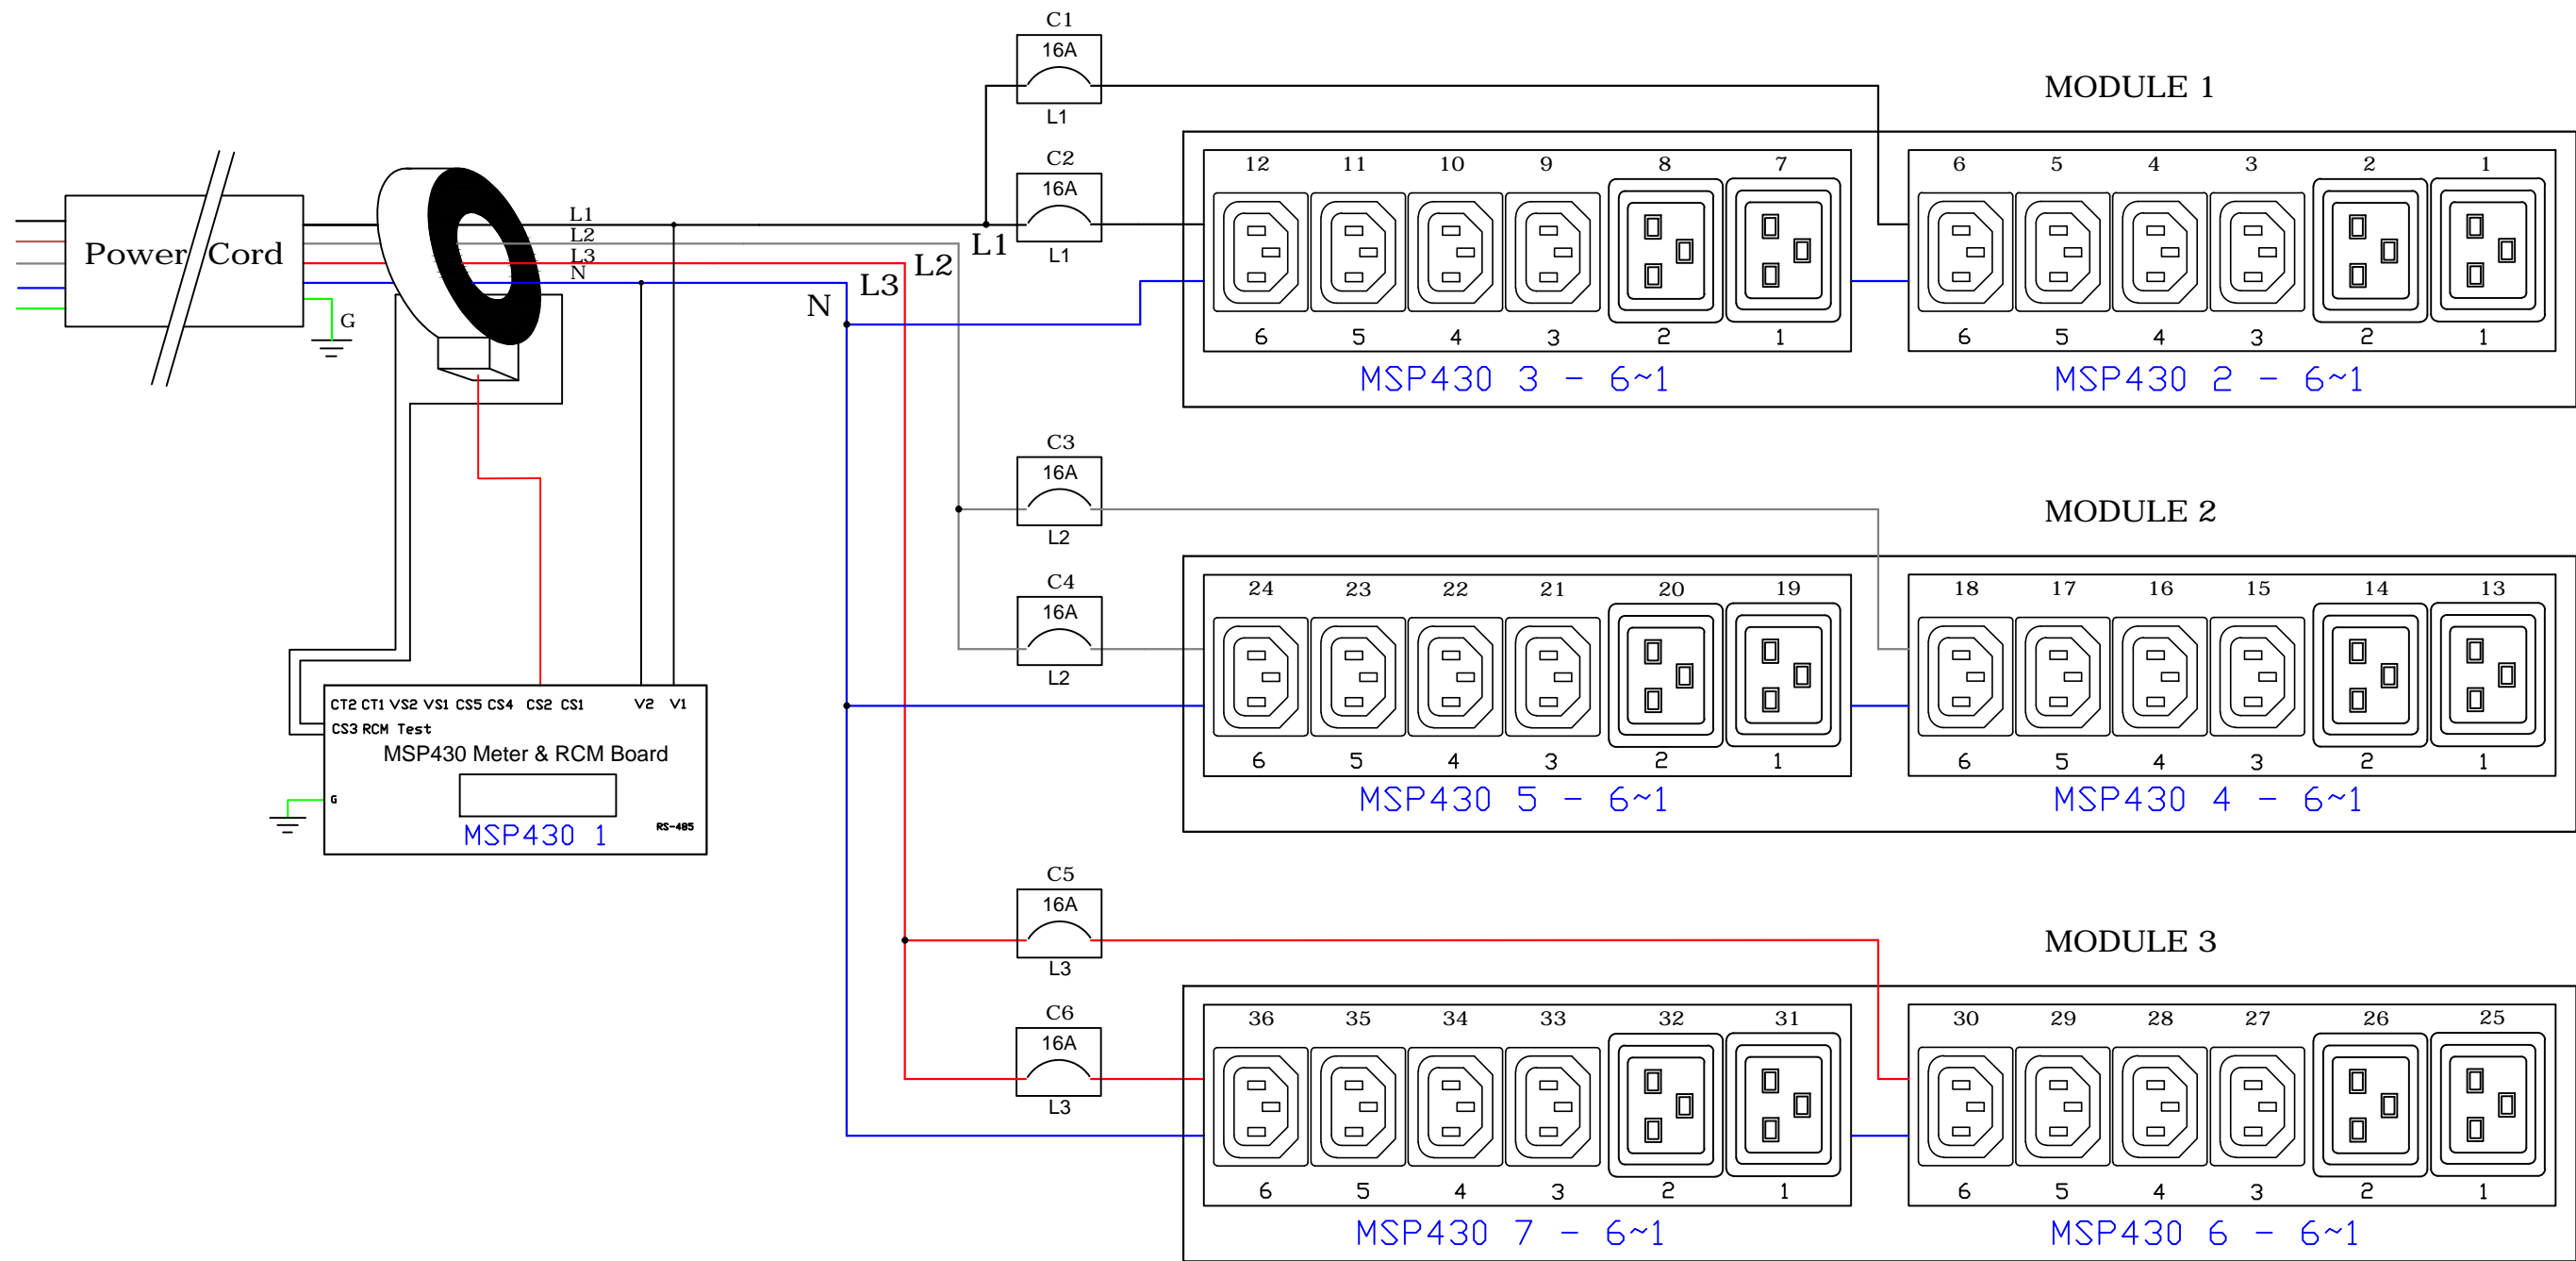 C1
16A
L1
MODULE 1
C2
16A
L1
12 11 10 9 8 7
6 5 4 3 2 1
6 5 4 3 2 1
6 5 4 3 2 1
MSP430 3 - 6~1
MSP430 2 - 6~1
Power Cord
G
L1
L2
L3
N
L1
L2
L3
N
C3
16A
L2
MODULE 2
C4
16A
L2
24 23 22 21 20 19
18 17 16 15 14 13
6 5 4 3 2 1
6 5 4 3 2 1
MSP430 5 - 6~1
MSP430 4 - 6~1
CT2 CT1 VS2 VS1 CS5 CS4 CS2 CS1 V2 V1
CS3 RCM Test
MSP430 Meter & RCM Board
G
MSP430 1
RS-485
C5
16A
L3
MODULE 3
C6
16A
L3
36 35 34 33 32 31
30 29 28 27 26 25
6 5 4 3 2 1
6 5 4 3 2 1
MSP430 7 - 6~1
MSP430 6 - 6~1